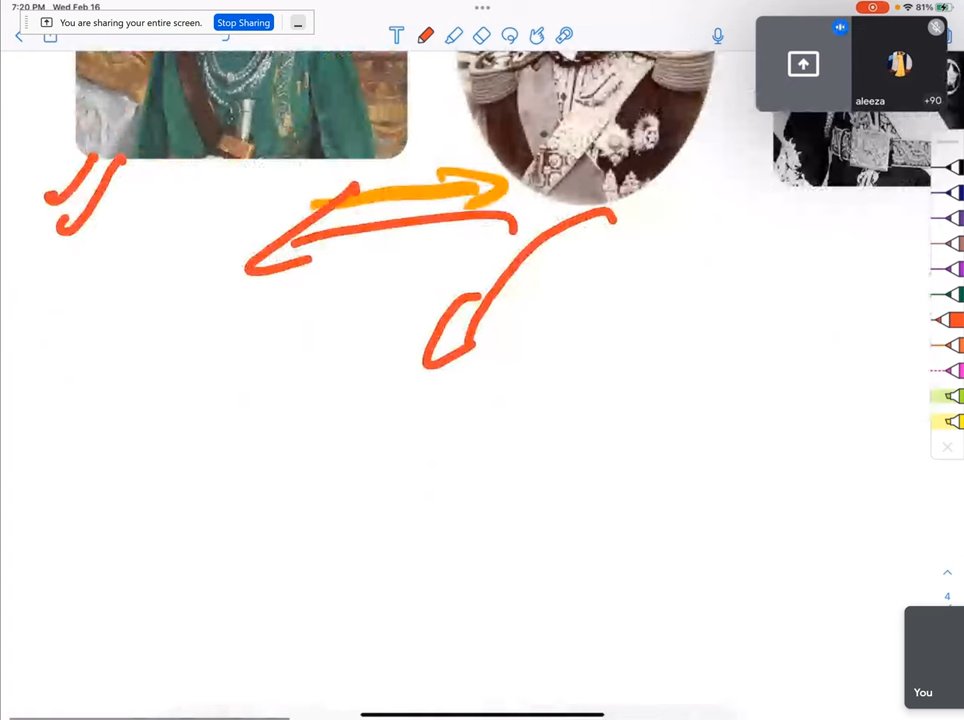 7:20 PM Wed Feb 16
81%
You are sharing your entire screen. Stop Sharing
T
aleeza +90
4
You